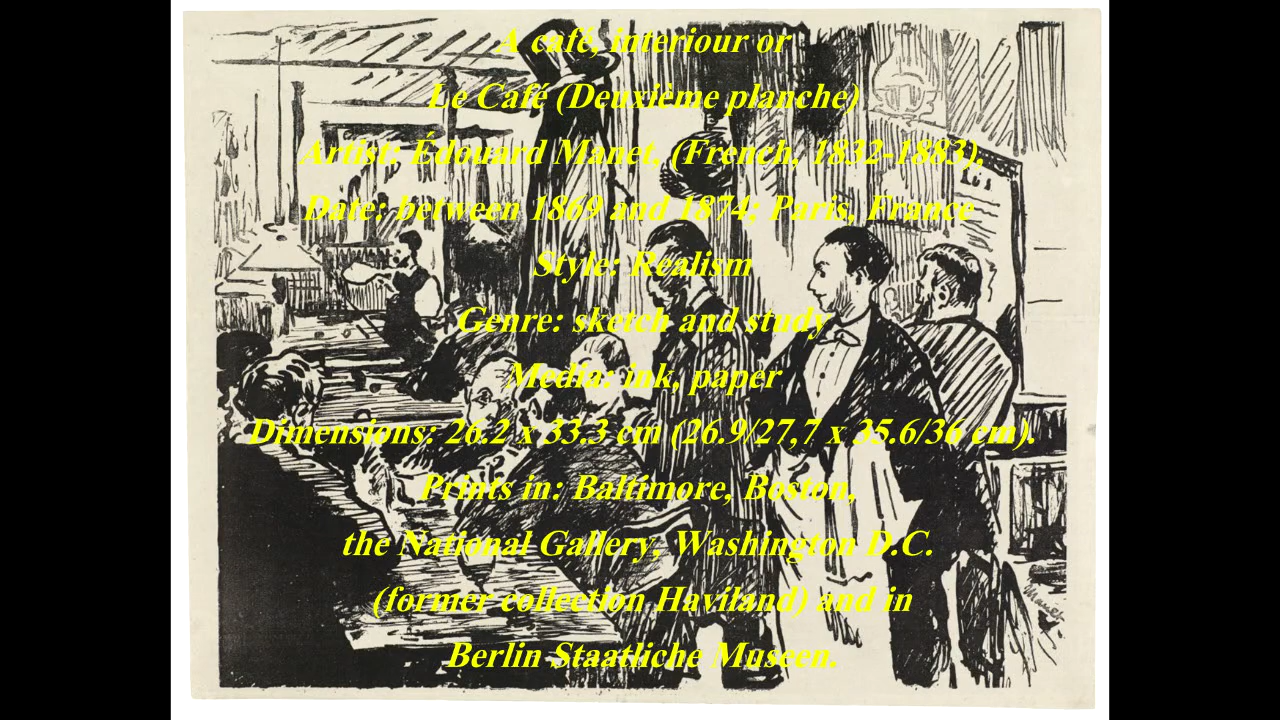 A café, interiour or
Le Café (Deuxième planche)
Artist: Édouard Manet, (French, 1832-1883),
Date: between 1869 and 1874; Paris, France
Style: Realism
Genre: sketch and study
Media: ink, paper
Dimensions: 26.2 x 33.3 cm (26.9/27,7 x 35.6/36 cm).
Prints in: Baltimore, Boston,
the National Gallery, Washington D.C.
(former collection Haviland) and in
Berlin Staatliche Museen.